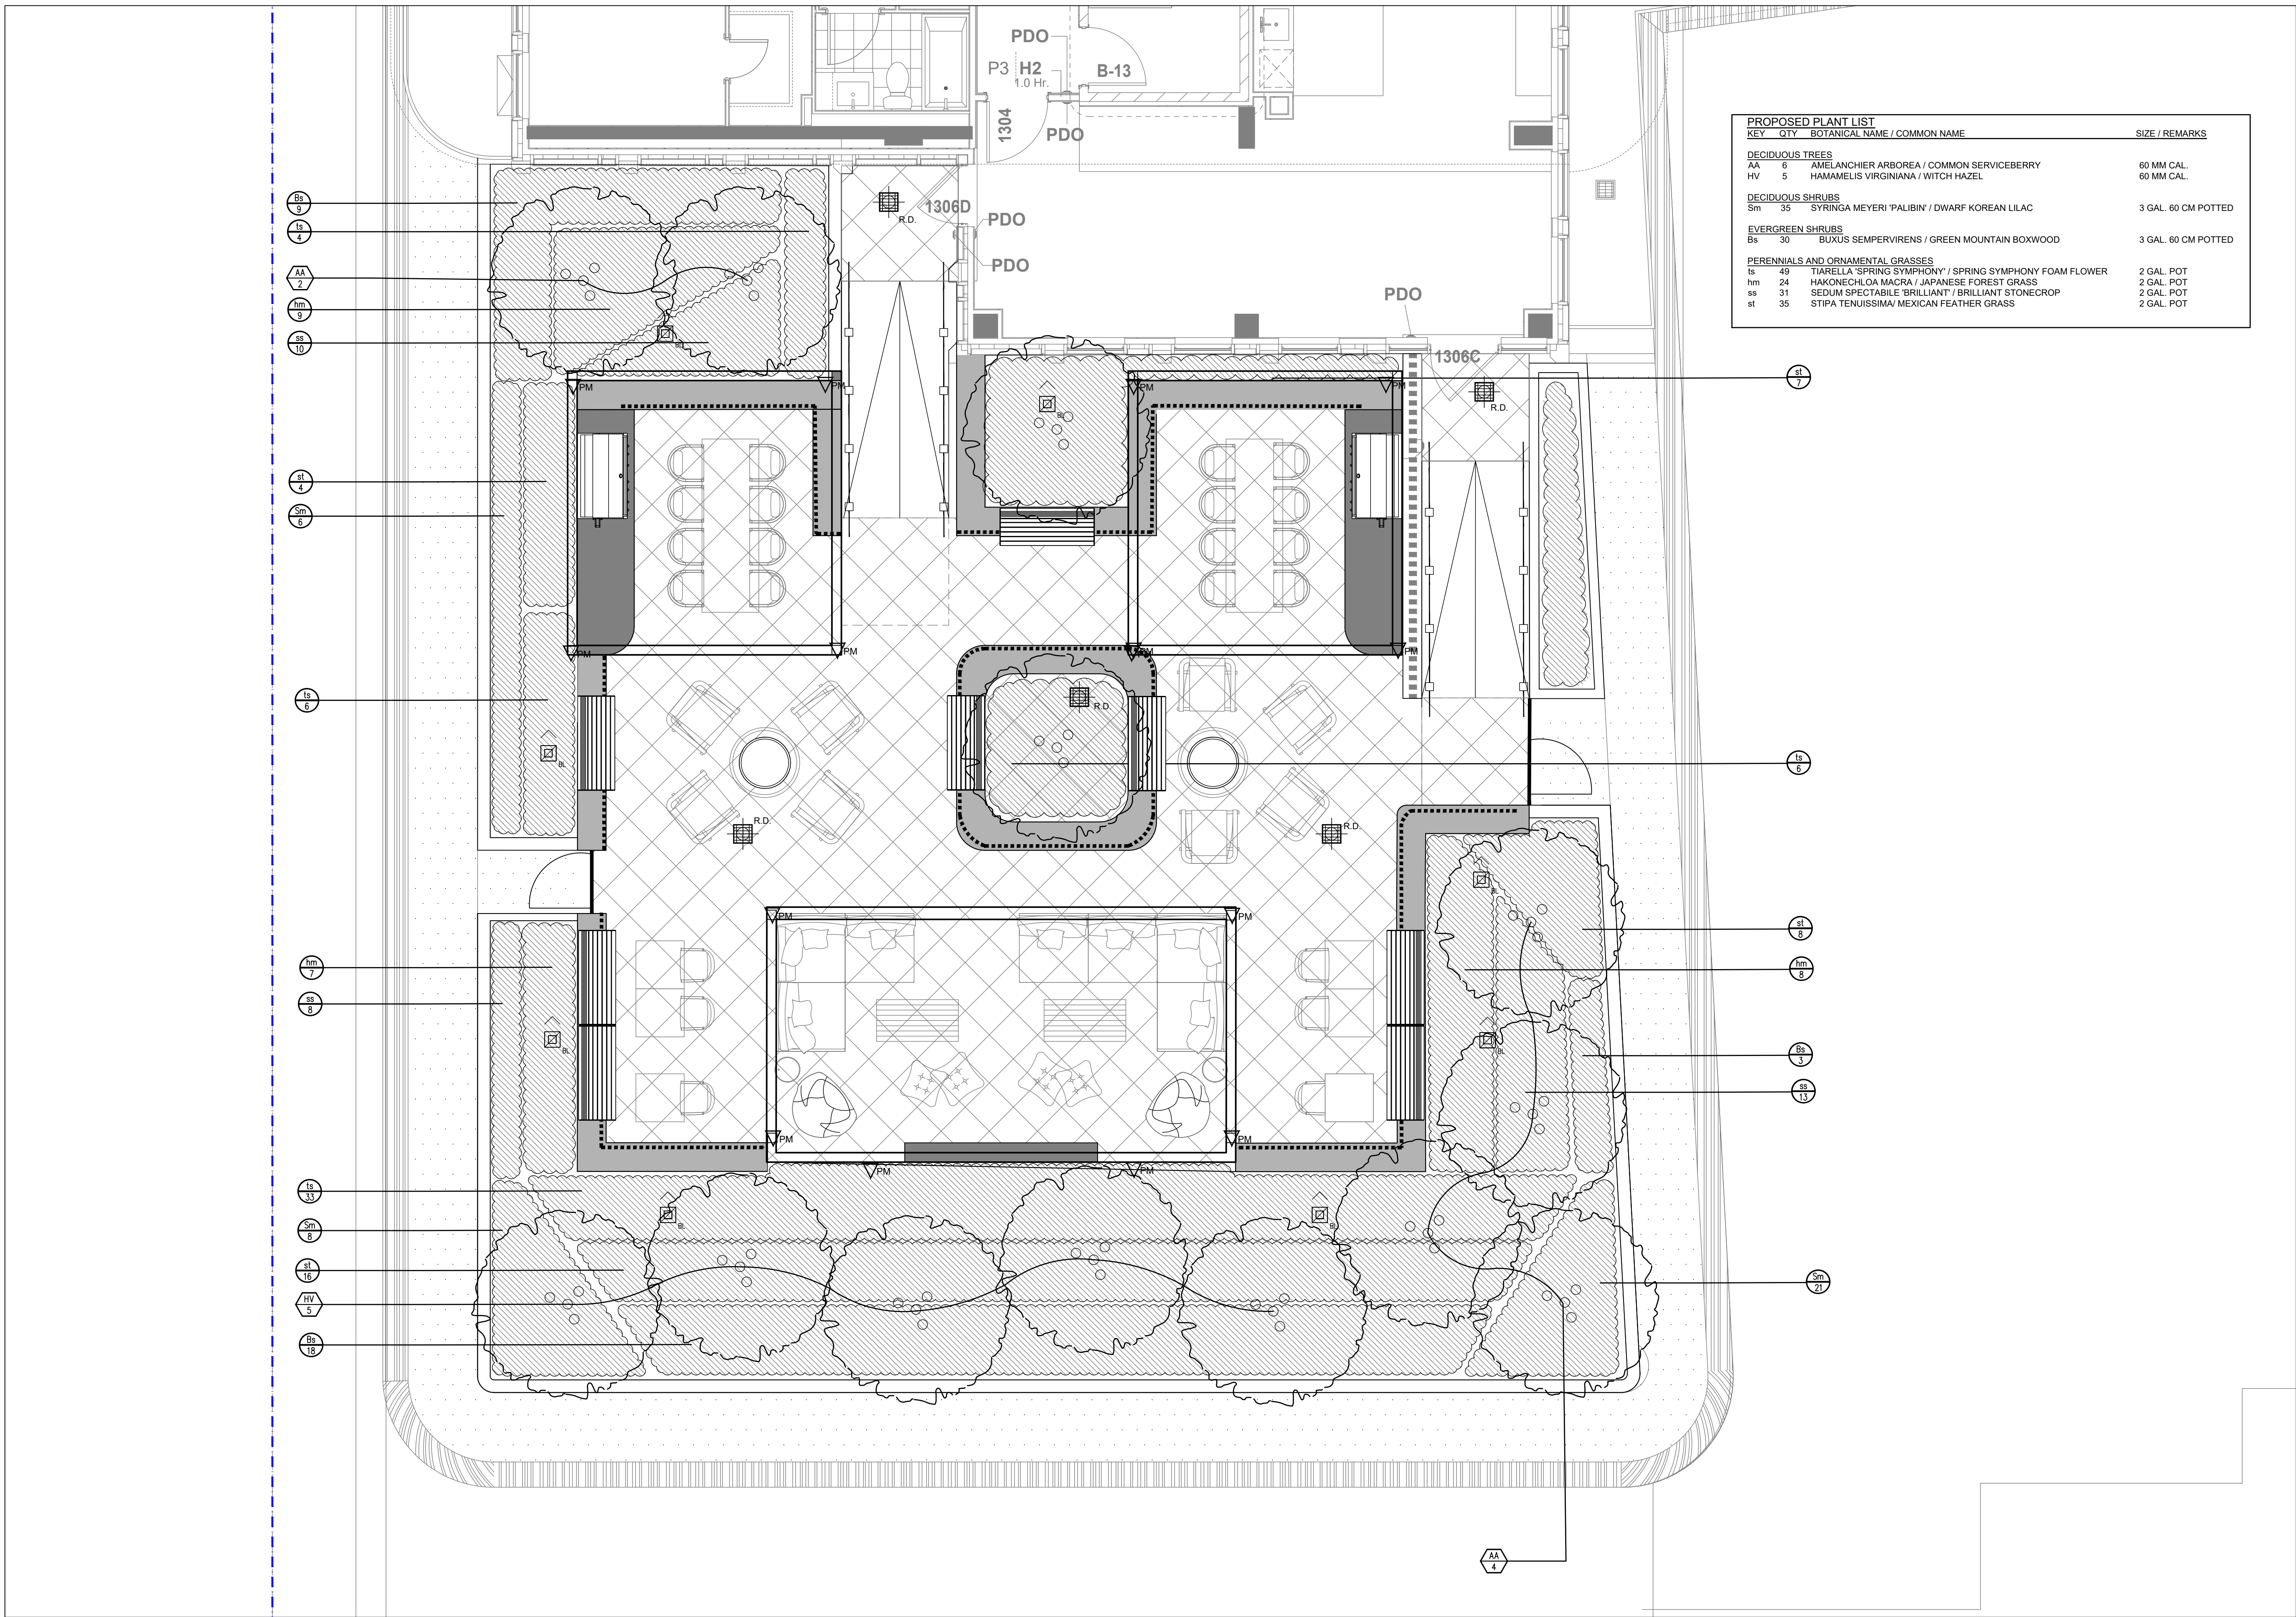 PDO
P3 H2
1.0 Hr.
B-13
1304
PDO
PROPOSED PLANT LIST
KEY QTY BOTANICAL NAME / COMMON NAME SIZE / REMARKS
DECIDUOUS TREES
AA 6 AMELANCHIER ARBOREA / COMMON SERVICEBERRY 60 MM CAL.
HV 5 HAMAMELIS VIRGINIANA / WITCH HAZEL 60 MM CAL.
DECIDUOUS SHRUBS
Sm 35 SYRINGA MEYERI 'PALIBIN' / DWARF KOREAN LILAC 3 GAL. 60 CM POTTED
EVERGREEN SHRUBS
Bs 30 BUXUS SEMPERVIRENS / GREEN MOUNTAIN BOXWOOD 3 GAL. 60 CM POTTED
PERENNIALS AND ORNAMENTAL GRASSES
ts 49 TIARELLA 'SPRING SYMPHONY' / SPRING SYMPHONY FOAM FLOWER 2 GAL. POT
hm 24 HAKONECHLOA MACRA / JAPANESE FOREST GRASS 2 GAL. POT
ss 31 SEDUM SPECTABILE 'BRILLIANT' / BRILLIANT STONECROP 2 GAL. POT
st 35 STIPA TENUISSIMA/ MEXICAN FEATHER GRASS 2 GAL. POT
Bs
9
ts
4
AA
2
hm
9
ss
10
R.D.
1306D
PDO
PDO
PDO
BL
1306C
PM
PM
PM
PM
st
7
R.D.
BL
st
4
Sm
6
PM
PM
PM
PM
ts
6
R.D.
BL
ts
6
R.D.
R.D.
BL
PM
PM
st
8
hm
7
hm
8
ss
8
BL
BL
Bs
3
ss
13
PM
PM
PM
PM
ts
33
BL
BL
Sm
8
st
16
Sm
21
HV
5
Bs
18
AA
4